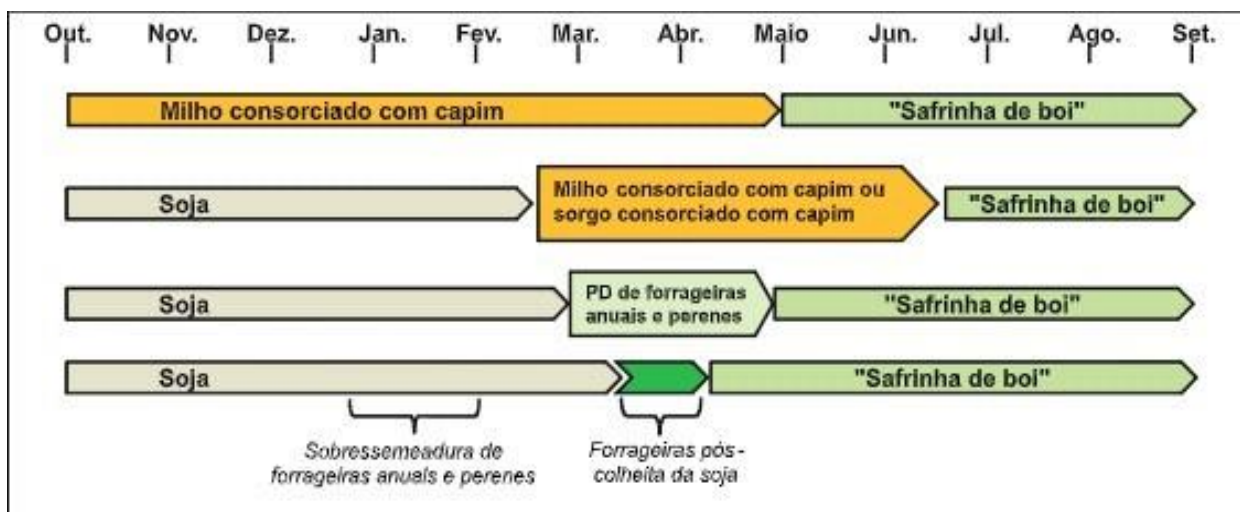 Out. Nov. Dez. Jan. Fev. Mar. Abr. Maio Jun. Jul. Ago. Set.
Milho consorciado com capim "Safrinha de boi"
Soja
Milho consorciado com capim ou
sorgo consorciado com capim
"Safrinha de boi"
Soja
PD de forrageiras
anuais e perenes
"Safrinha de boi"
Soja "Safrinha de boi"
Sobressemeadura de
forrageiras anuais e perenes
Forrageiras pós-
colheita da soja